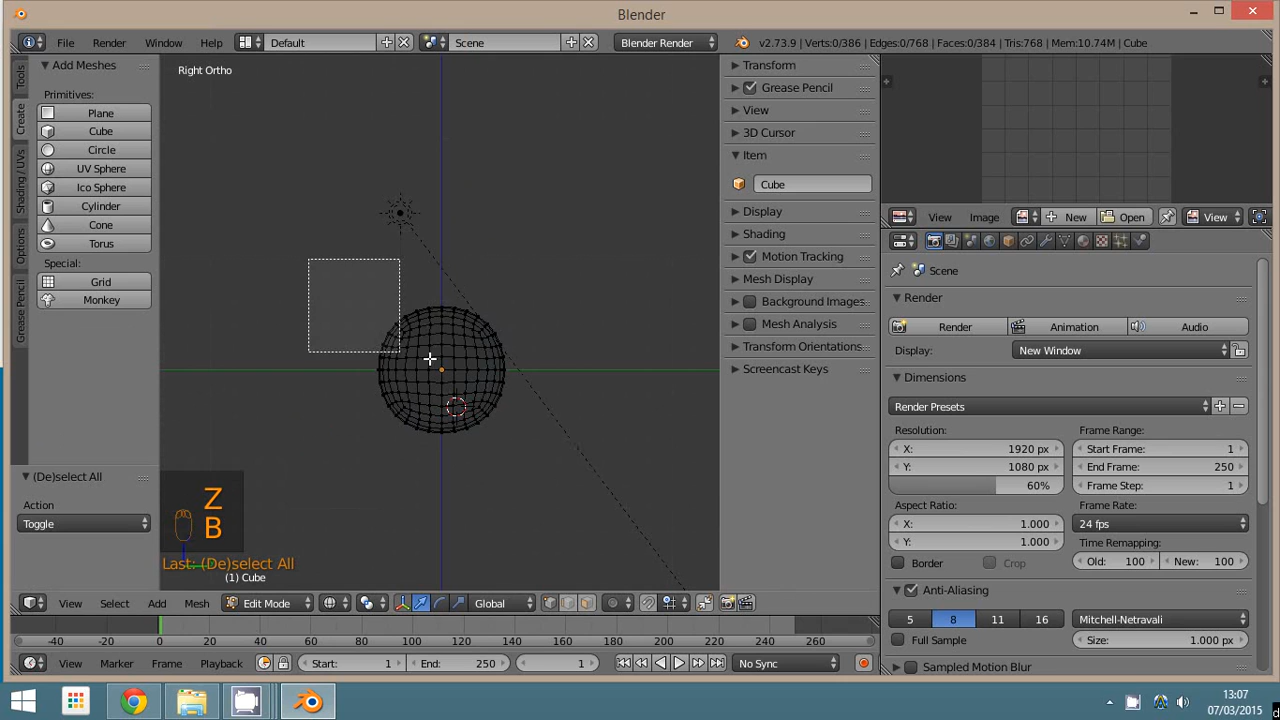 Blender
File Render Window Help Default Scene Blender Render v2.73.9 | Verts:0/386 | Edges:0/768 | Faces:0/384 | Tris:768 | Mem:10.74M | Cube
Tools
Create
Shading / UVs
Options
Grease Pencil
Add Meshes
Primitives:
Plane
Cube
Circle
UV Sphere
Ico Sphere
Cylinder
Cone
Torus
Special:
Grid
Monkey
(De)select All
Action
Toggle
Right Ortho
Z
B
Last: (De)select All
(1) Cube
Transform
Grease Pencil
View
3D Cursor
Item
Cube
Display
Shading
Motion Tracking
Mesh Display
Background Images
Mesh Analysis
Transform Orientations
Screencast Keys
View Image New Open View
Scene
Render
Render Animation Audio
Display: New Window
Dimensions
Render Presets
Resolution: Frame Range:
X: 1920 px Start Frame: 1
Y: 1080 px End Frame: 250
60% Frame Step: 1
Aspect Ratio: Frame Rate:
X: 1.000 24 fps
Y: 1.000 Time Remapping:
Border Crop Old: 100 New: 100
Anti-Aliasing
5 8 11 16 Mitchell-Netravali
Full Sample Size: 1.000 px
Sampled Motion Blur
View Select Add Mesh Edit Mode Global
-40 -20 0 20 40 60 80 100 120 140 160 180 200 220 240 260
View Marker Frame Playback Start: 1 End: 250 1 No Sync
13:07
07/03/2015